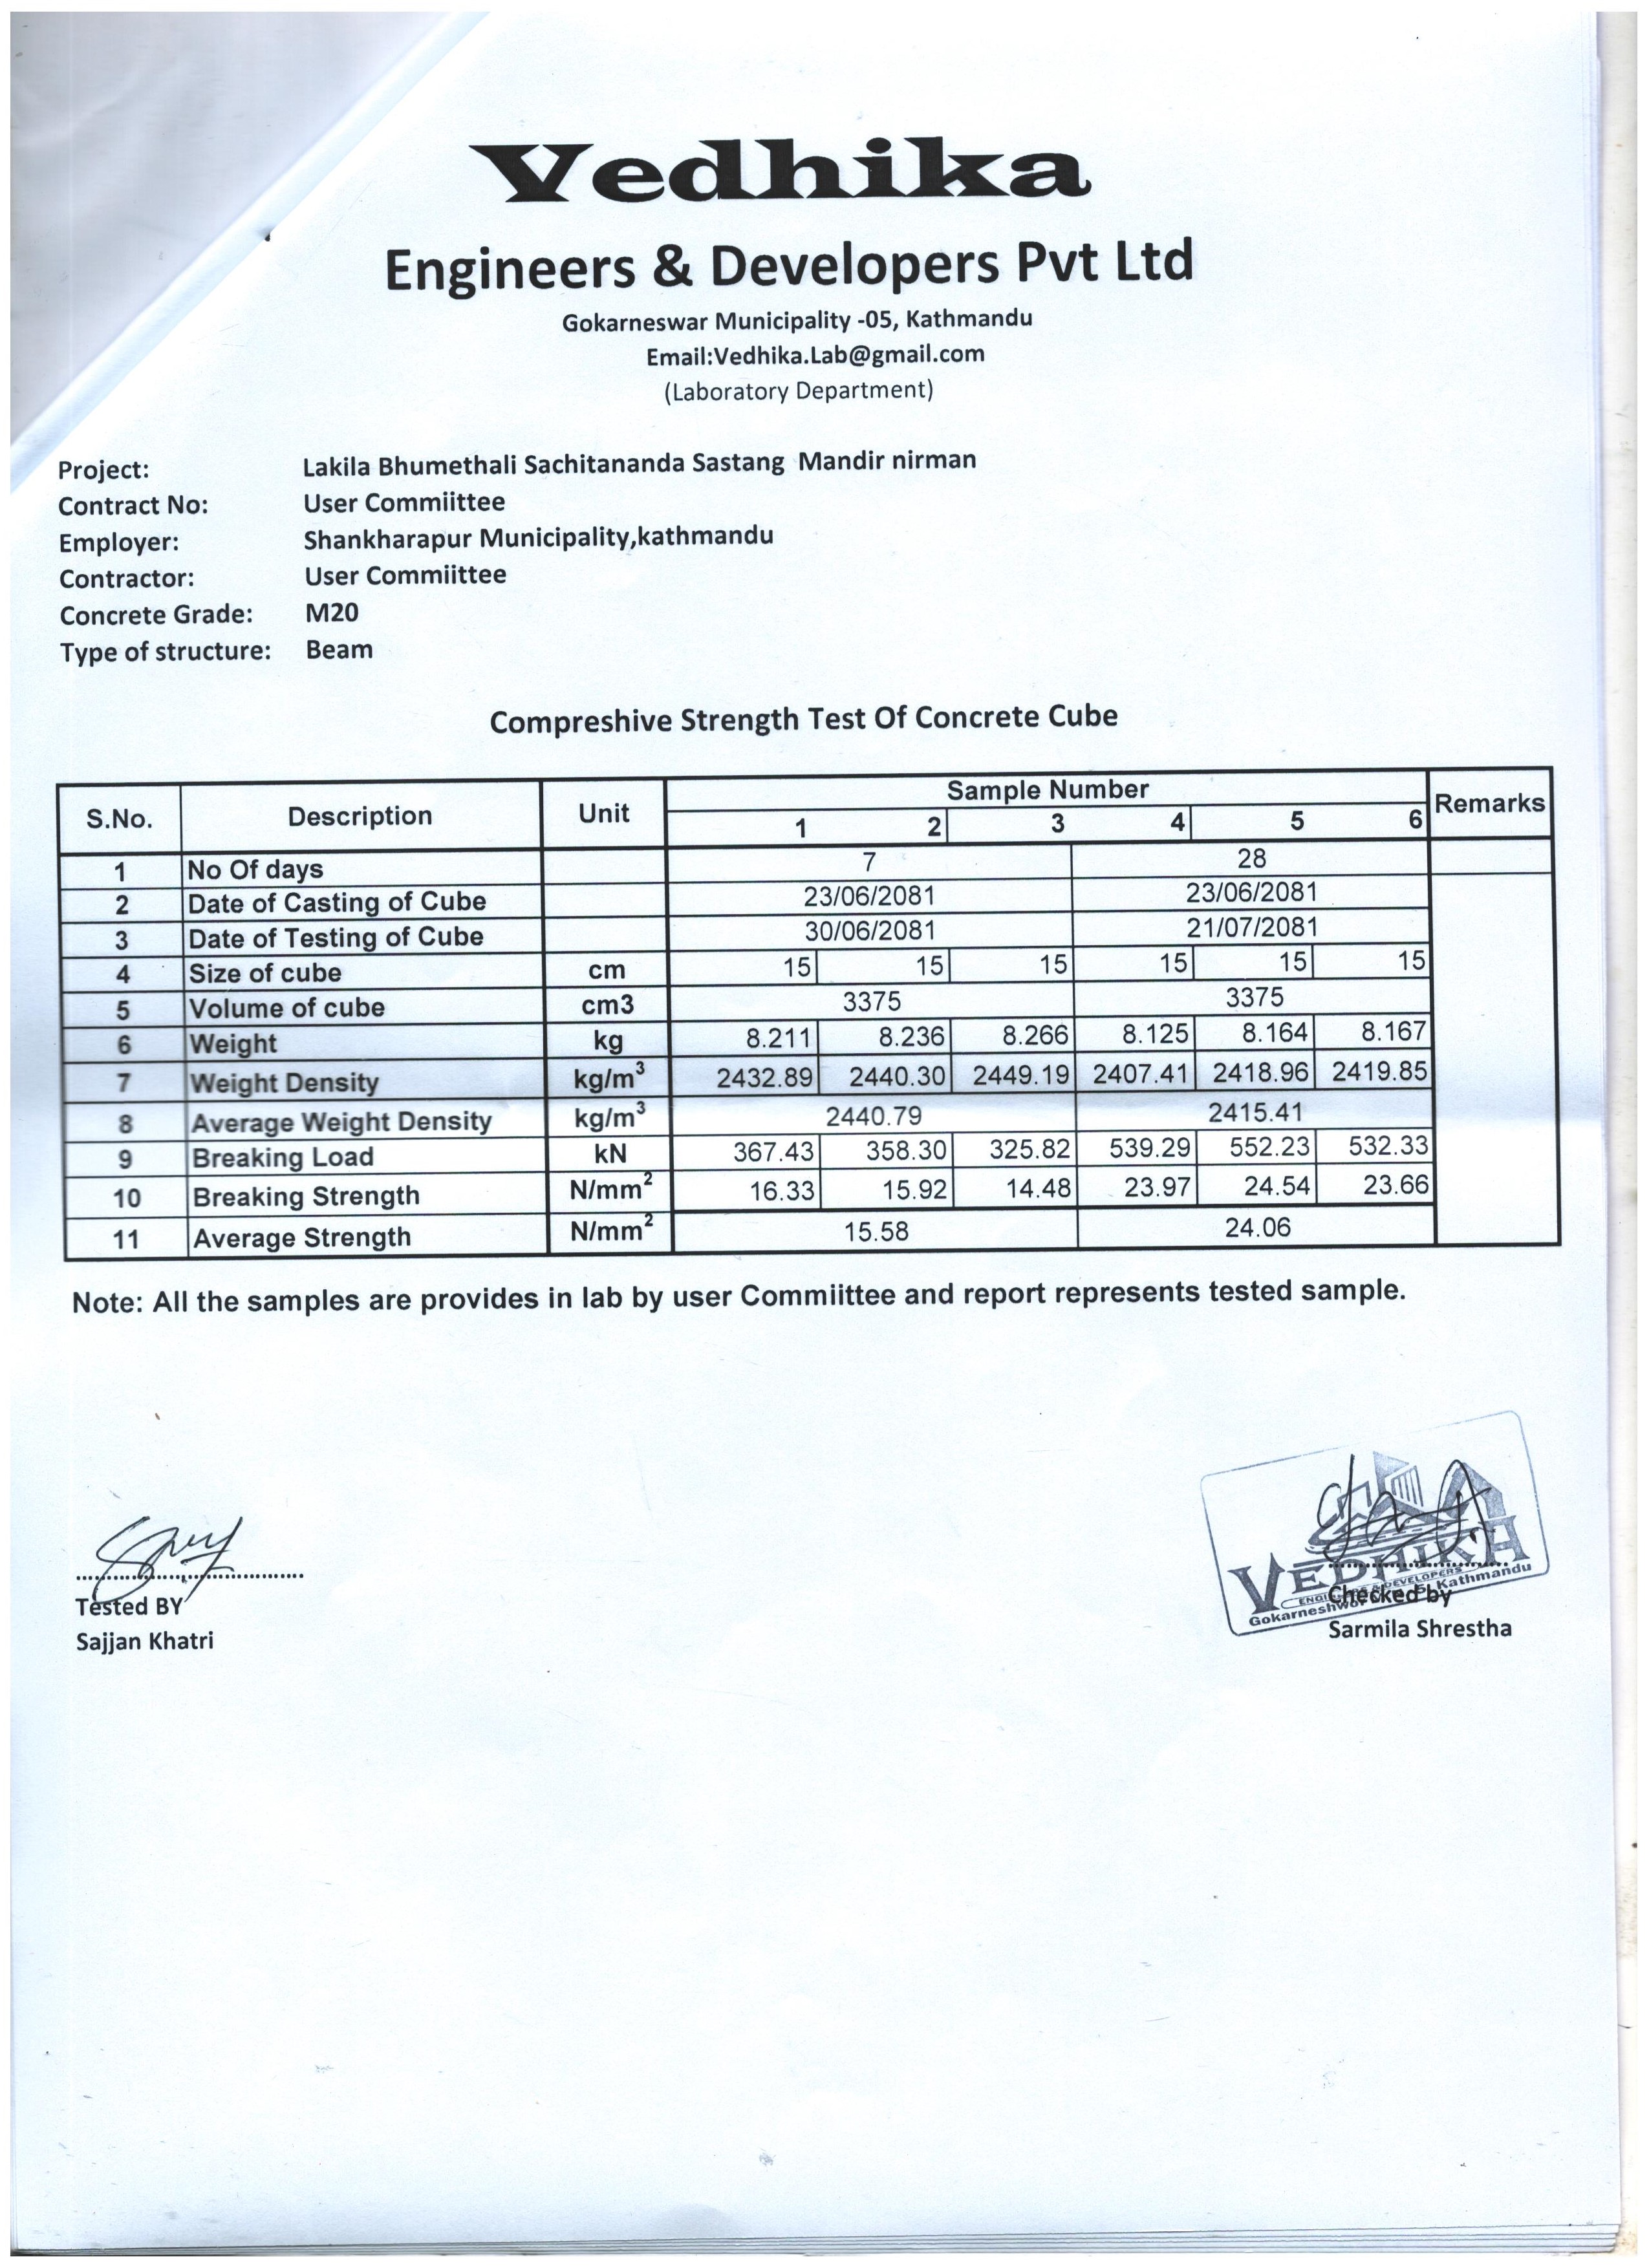 Vedhika
Engineers & Developers Pvt Ltd
Gokarneswar Municipality -05, Kathmandu
Email:Vedhika.Lab@gmail.com
(Laboratory Department)
Project: Lakila Bhumethali Sachitananda Sastang Mandir nirman
Contract No: User Commiittee
Employer: Shankharapur Municipality,kathmandu
Contractor: User Commiittee
Concrete Grade: M20
Type of structure: Beam
Compreshive Strength Test Of Concrete Cube
S.No. Description Unit Sample Number Remarks
1 2 3 4 5 6
1 No Of days 7 28
2 Date of Casting of Cube 23/06/2081 23/06/2081
3 Date of Testing of Cube 30/06/2081 21/07/2081
4 Size of cube cm 15 15 15 15 15 15
5 Volume of cube cm3 3375 3375
6 Weight kg 8.211 8.236 8.266 8.125 8.164 8.167
7 Weight Density kg/m³ 2432.89 2440.30 2449.19 2407.41 2418.96 2419.85
8 Average Weight Density kg/m³ 2440.79 2415.41
9 Breaking Load kN 367.43 358.30 325.82 539.29 552.23 532.33
10 Breaking Strength N/mm² 16.33 15.92 14.48 23.97 24.54 23.66
11 Average Strength N/mm² 15.58 24.06
Note: All the samples are provides in lab by user Commiittee and report represents tested sample.
Tested BY
Sajjan Khatri
VEDHIKA
DEVELOPERS
Kathmandu
Checked by
Sarmila Shrestha